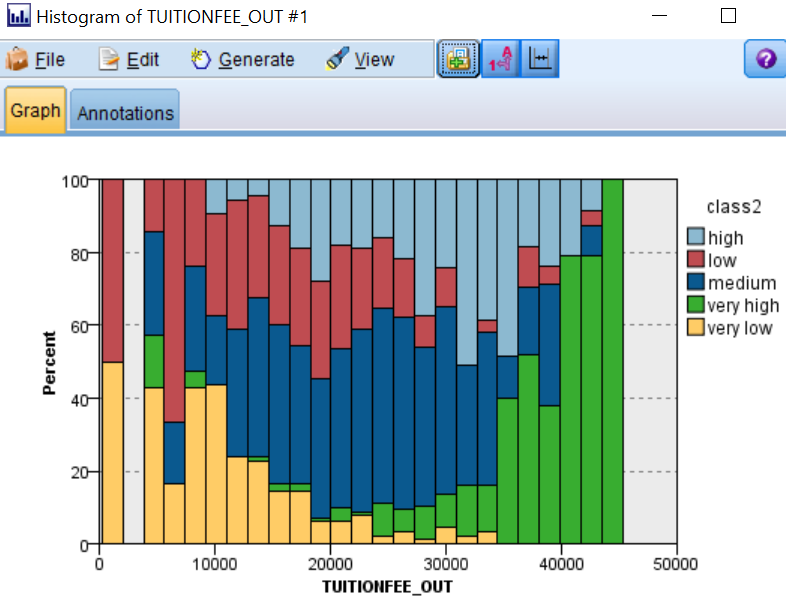 Histogram of TUITIONFEE_OUT #1
File Edit Generate View
Graph Annotations
100
80
60
40
20
0
Percent
0 10000 20000 30000 40000 50000
TUITIONFEE_OUT
class2
high
low
medium
very high
very low